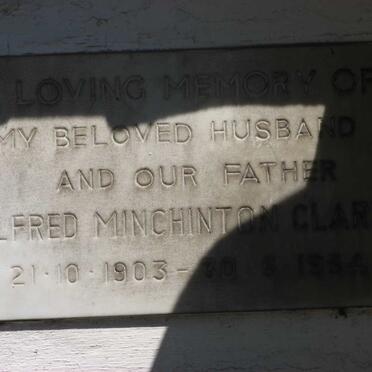 LOVING MEMORY OF
MY BELOVED HUSBAND
AND OUR FATHER
LFRED MINCHINTON CLAR
21·10·1903 –